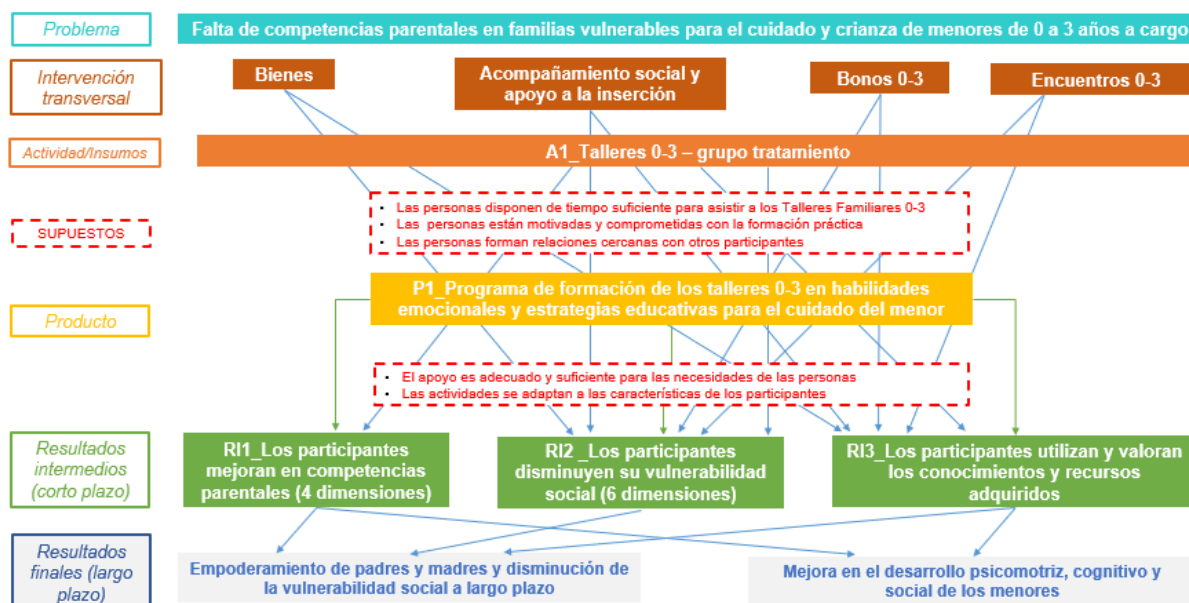 Problema
Falta de competencias parentales en familias vulnerables para el cuidado y crianza de menores de 0 a 3 años a cargo
Intervención
transversal
Bienes
Acompañamiento social y
apoyo a la inserción
Bonos 0-3
Encuentros 0-3
Actividad/Insumos
A1_Talleres 0-3 – grupo tratamiento
SUPUESTOS
• Las personas disponen de tiempo suficiente para asistir a los Talleres Familiares 0-3
• Las personas están motivadas y comprometidas con la formación práctica
• Las personas forman relaciones cercanas con otros participantes
Producto
P1_Programa de formación de los talleres 0-3 en habilidades
emocionales y estrategias educativas para el cuidado del menor
• El apoyo es adecuado y suficiente para las necesidades de las personas
• Las actividades se adaptan a las características de los participantes
Resultados
intermedios
(corto plazo)
RI1_Los participantes
mejoran en competencias
parentales (4 dimensiones)
RI2 _Los participantes
disminuyen su vulnerabilidad
social (6 dimensiones)
RI3_Los participantes utilizan y valoran
los conocimientos y recursos
adquiridos
Resultados
finales (largo
plazo)
Empoderamiento de padres y madres y disminución de
la vulnerabilidad social a largo plazo
Mejora en el desarrollo psicomotriz, cognitivo y
social de los menores